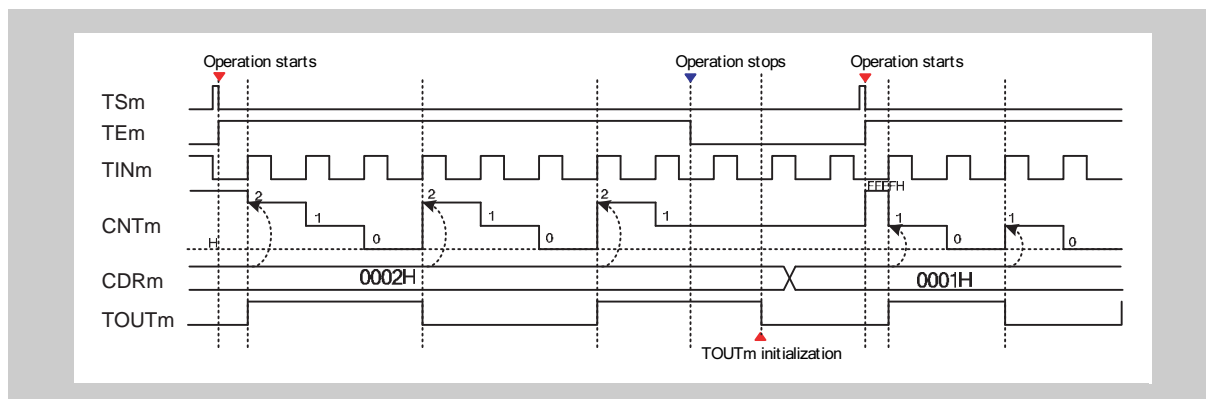 Operation starts
Operation stops
Operation starts
TSm
TEm
TINm
FFFFH
CNTm
2
1
0
2
1
0
2
1
1
0
1
0
H
CDRm
0002H
0001H
TOUTm
TOUTm initialization